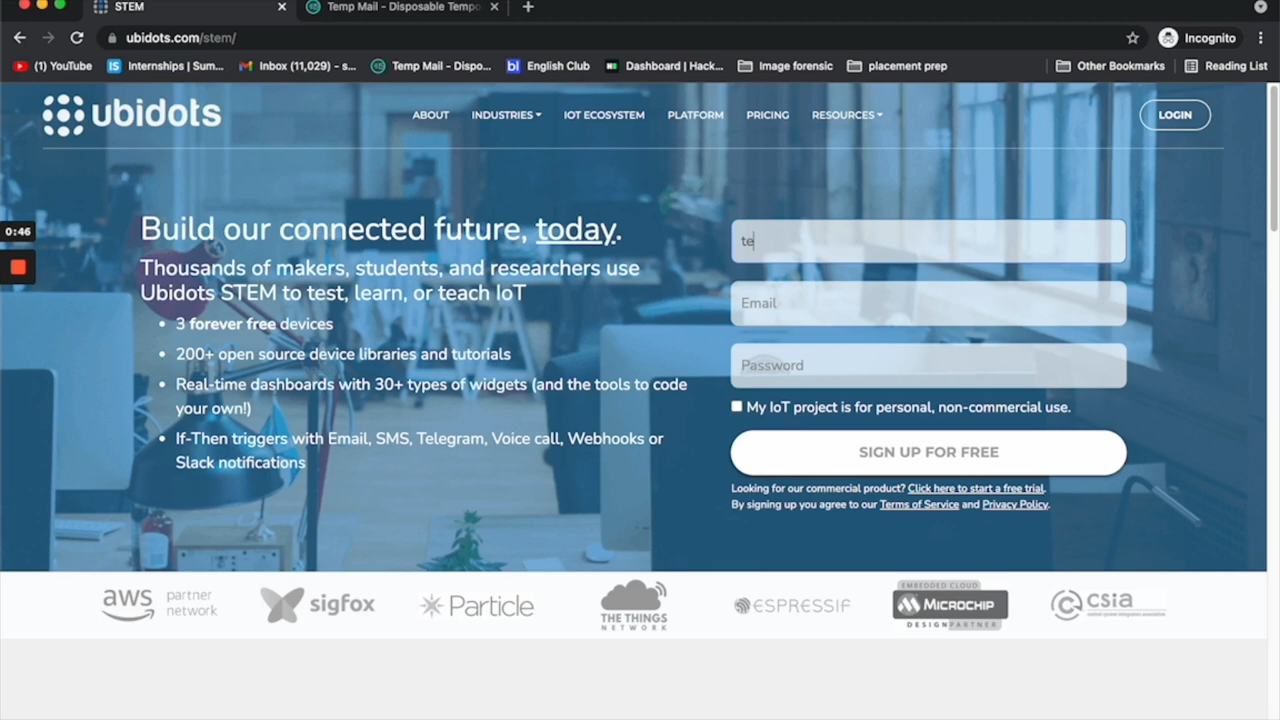 STEM
Temp Mail - Disposable Tempo
ubidots.com/stem/
Incognito
(1) YouTube
Internships | Sum...
Inbox (11,029) - s...
Temp Mail - Dispo...
English Club
Dashboard | Hack...
Image forensic
placement prep
Other Bookmarks
Reading List
ubidots
ABOUT
INDUSTRIES
IOT ECOSYSTEM
PLATFORM
PRICING
RESOURCES
LOGIN
0:46
Build our connected future, today.
Thousands of makers, students, and researchers use
Ubidots STEM to test, learn, or teach IoT
• 3 forever free devices
• 200+ open source device libraries and tutorials
• Real-time dashboards with 30+ types of widgets (and the tools to code
your own!)
• If-Then triggers with Email, SMS, Telegram, Voice call, Webhooks or
Slack notifications
te
Email
Password
My IoT project is for personal, non-commercial use.
SIGN UP FOR FREE
Looking for our commercial product? Click here to start a free trial.
By signing up you agree to our Terms of Service and Privacy Policy.
aws
partner
network
sigfox
Particle
THE THINGS
NETWORK
ESPRESSIF
EMBEDDED CLOUD
MICROCHIP
DESIGN PARTNER
csia